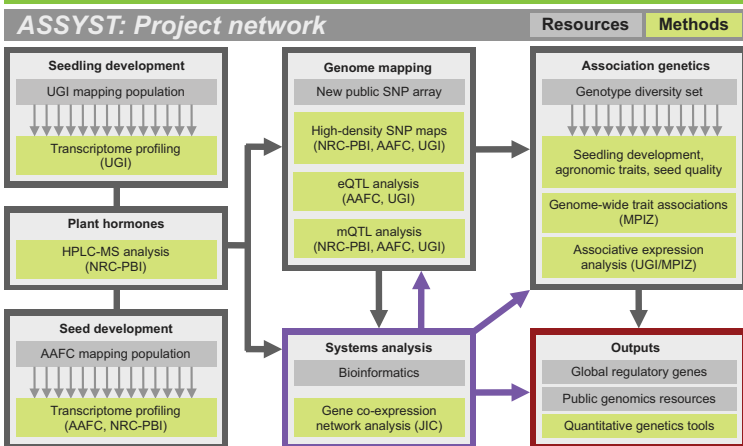 ASSYST: Project network
Resources
Methods
Seedling development
UGI mapping population
Transcriptome profiling
(UGI)
Plant hormones
HPLC-MS analysis
(NRC-PBI)
Seed development
AAFC mapping population
Transcriptome profiling
(AAFC, NRC-PBI)
Genome mapping
New public SNP array
High-density SNP maps
(NRC-PBI, AAFC, UGI)
eQTL analysis
(AAFC, UGI)
mQTL analysis
(NRC-PBI, AAFC, UGI)
Systems analysis
Bioinformatics
Gene co-expression
network analysis (JIC)
Association genetics
Genotype diversity set
Seedling development,
agronomic traits, seed quality
Genome-wide trait associations
(MPIZ)
Associative expression
analysis (UGI/MPIZ)
Outputs
Global regulatory genes
Public genomics resources
Quantitative genetics tools